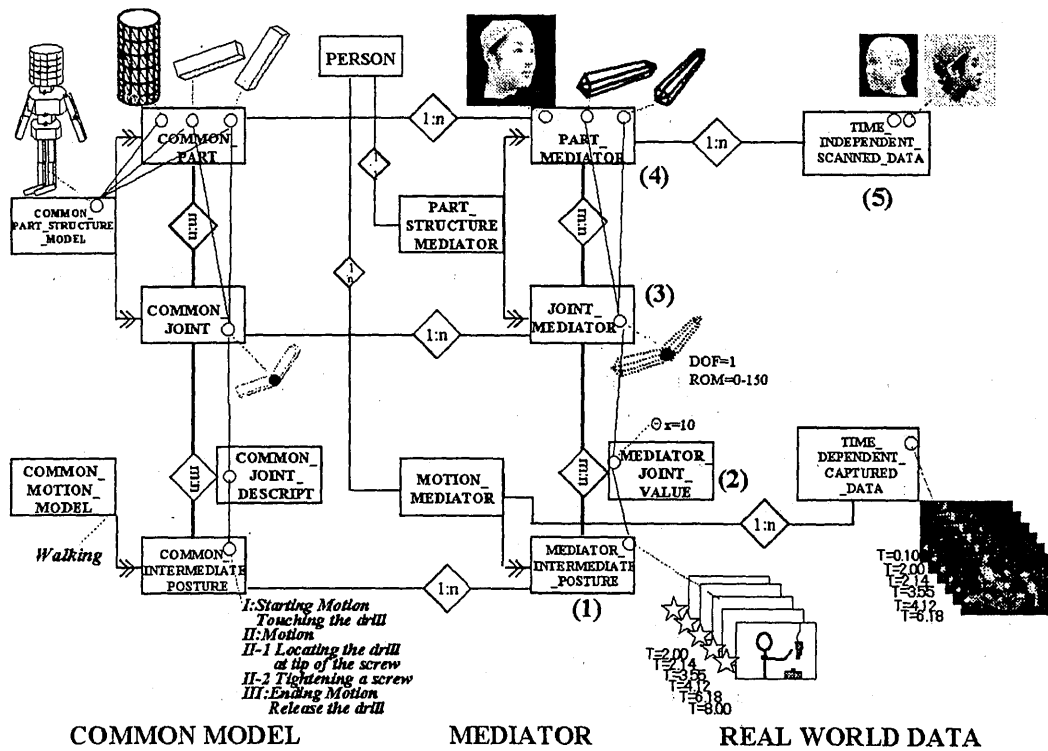 PERSON
COMMON_
PART
1:n
PART_
MEDIATOR
(4)
1:n
TIME_
INDEPENDENT_
SCANNED_DATA
(5)
COMMON_
PART_STRUCTURE
_MODEL
m:n
PART_
STRUCTURE_
MEDIATOR
m:n
COMMON_
JOINT
1:n
JOINT_
MEDIATOR
(3)
DOF=1
ROM=0-150
Θx=10
COMMON_
MOTION_
MODEL
m:n
COMMON_
JOINT_
DESCRIPT
MOTION_
MEDIATOR
m:n
MEDIATOR_
JOINT_
VALUE
(2)
TIME_
DEPENDENT_
CAPTURED_
DATA
1:n
Walking
COMMON_
INTERMEDIATE_
POSTURE
1:n
MEDIATOR_
INTERMEDIATE
_POSTURE
(1)
T=0.10
T=2.00
T=2.14
T=3.55
T=4.12
T=6.18
I:Starting Motion
Touching the drill
II:Motion
II-1 Locating the drill
at tip of the screw
II-2 Tightening a screw
III:Ending Motion
Release the drill
T=2.00
T=2.14
T=3.55
T=4.12
T=6.18
T=8.00
COMMON MODEL
MEDIATOR
REAL WORLD DATA